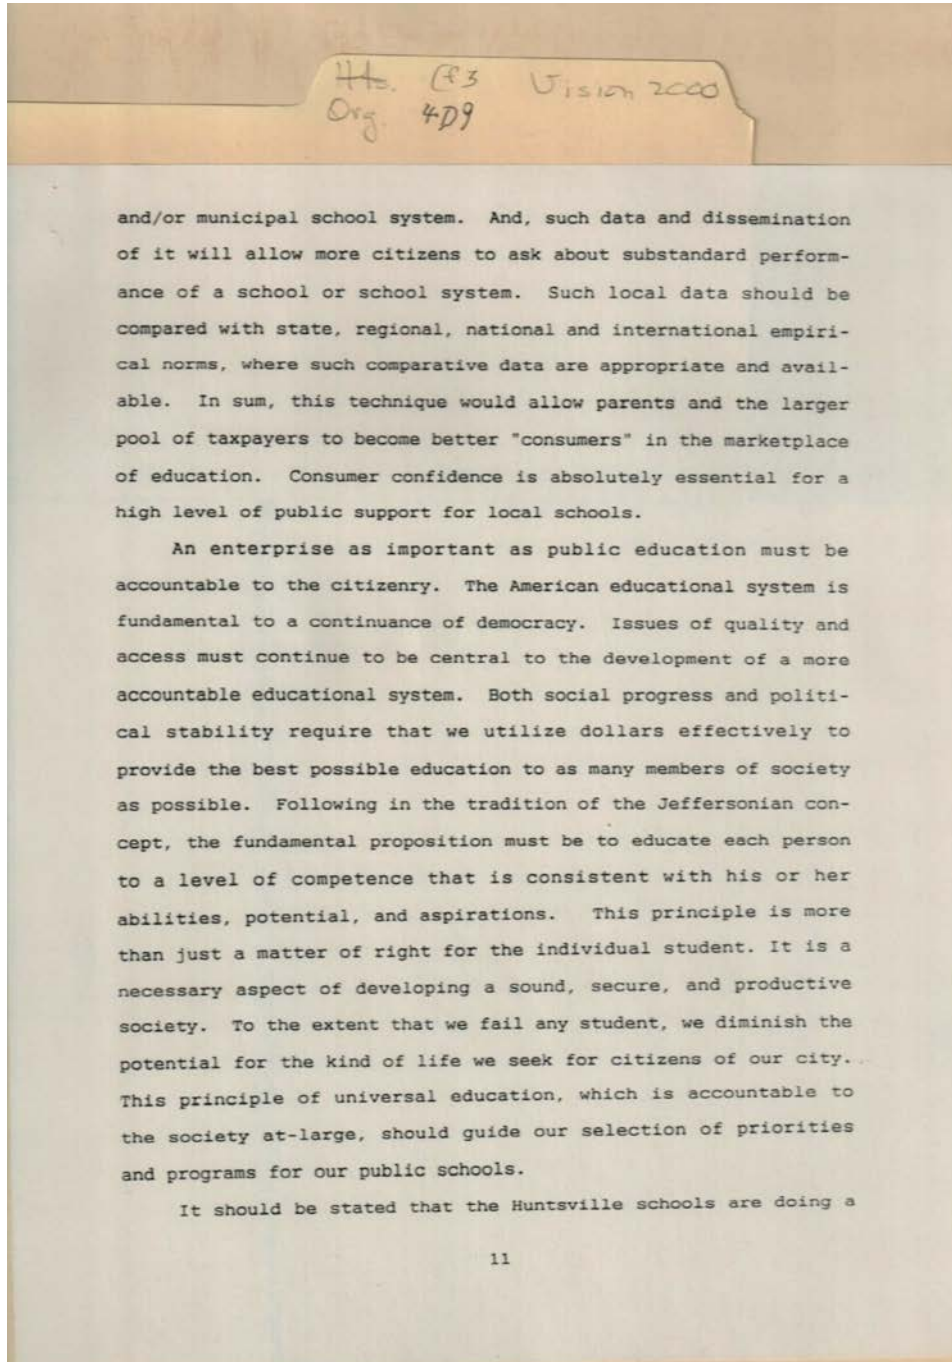 Hs. Cf3 Vision 2000
Org. 4D9
and/or municipal school system. And, such data and dissemination
of it will allow more citizens to ask about substandard perform-
ance of a school or school system. Such local data should be
compared with state, regional, national and international empiri-
cal norms, where such comparative data are appropriate and avail-
able. In sum, this technique would allow parents and the larger
pool of taxpayers to become better "consumers" in the marketplace
of education. Consumer confidence is absolutely essential for a
high level of public support for local schools.
An enterprise as important as public education must be
accountable to the citizenry. The American educational system is
fundamental to a continuance of democracy. Issues of quality and
access must continue to be central to the development of a more
accountable educational system. Both social progress and politi-
cal stability require that we utilize dollars effectively to
provide the best possible education to as many members of society
as possible. Following in the tradition of the Jeffersonian con-
cept, the fundamental proposition must be to educate each person
to a level of competence that is consistent with his or her
abilities, potential, and aspirations. This principle is more
than just a matter of right for the individual student. It is a
necessary aspect of developing a sound, secure, and productive
society. To the extent that we fail any student, we diminish the
potential for the kind of life we seek for citizens of our city.
This principle of universal education, which is accountable to
the society at-large, should guide our selection of priorities
and programs for our public schools.
It should be stated that the Huntsville schools are doing a
11